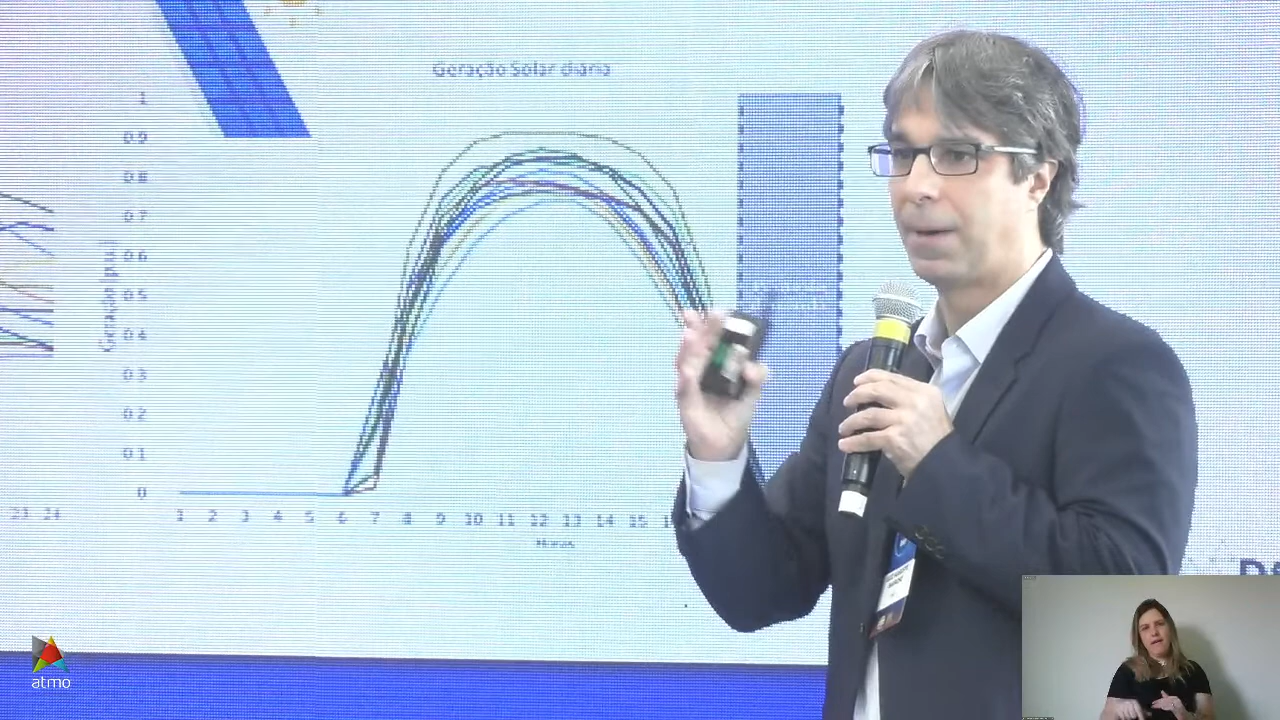 Geração Solar diária
1
0.9
0.8
0.7
0.6
0.5
0.4
0.3
0.2
0.1
0
Geração [p.u.]
23 24
1 2 3 4 5 6 7 8 9 10 11 12 13 14 15
Horas
atmo